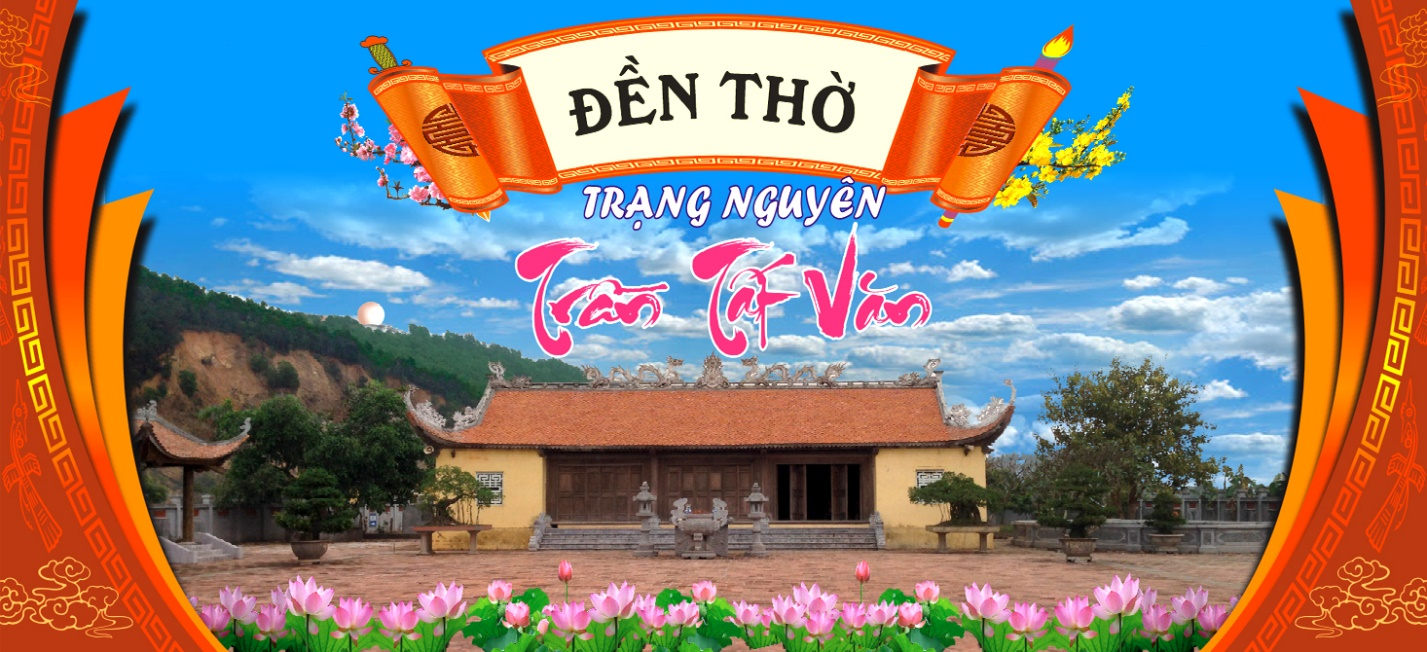 ĐỀN THỜ
TRẠNG NGUYÊN
Trần Tất Văn